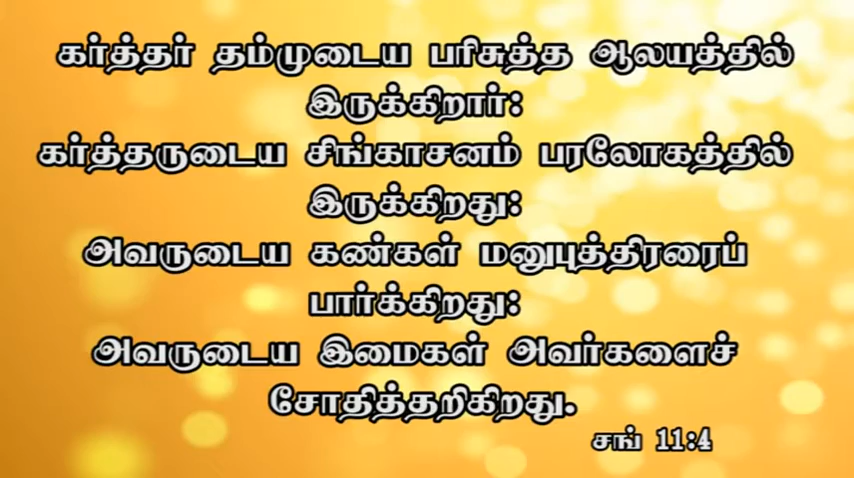 கர்த்தர் தம்முடைய பரிசுத்த ஆலயத்தில்
இருக்கிறார்:
கர்த்தருடைய சிங்காசனம் பரலோகத்தில்
இருக்கிறது:
அவருடைய கண்கள் மனுபுத்திரரைப்
பார்க்கிறது:
அவருடைய இமைகள் அவர்களைச்
சோதித்தறிகிறது.
சங் 11:4